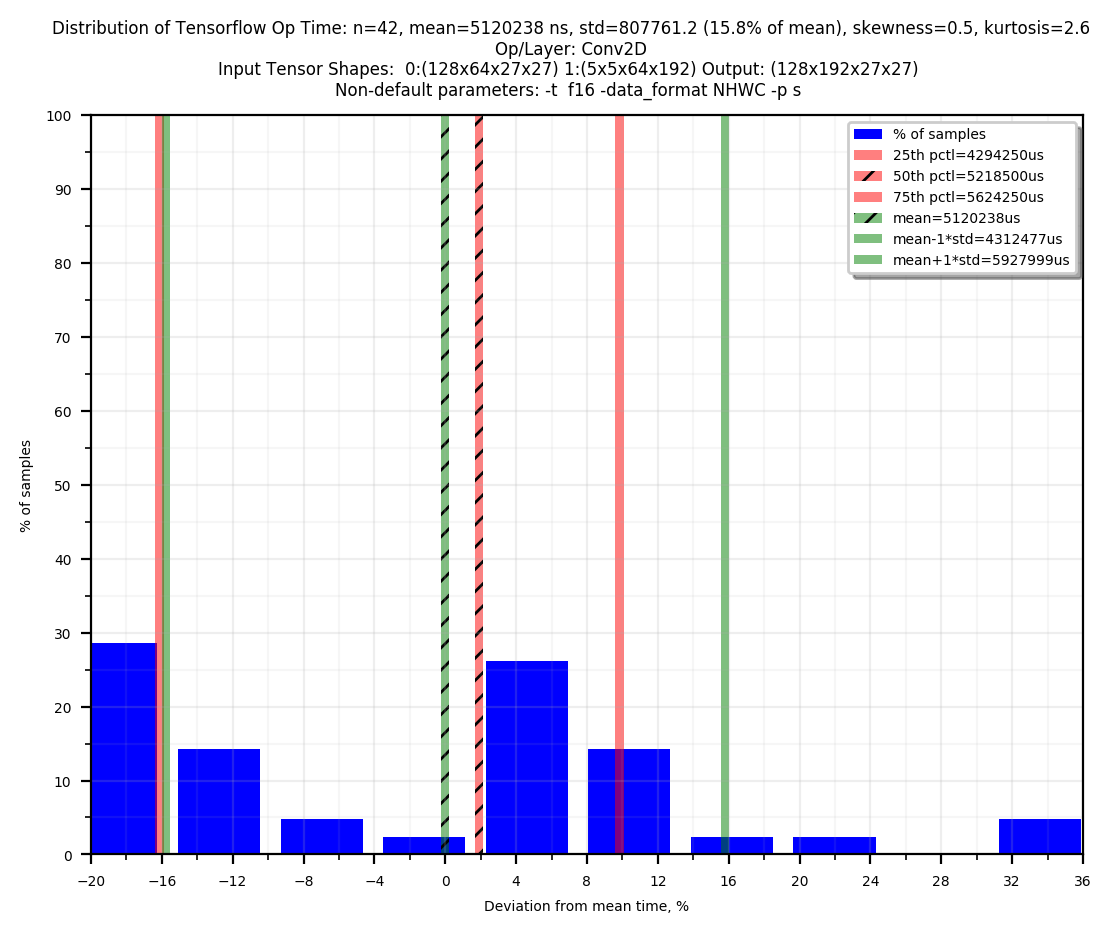 Distribution of Tensorflow Op Time: n=42, mean=5120238 ns, std=807761.2 (15.8% of mean), skewness=0.5, kurtosis=2.6
Op/Layer: Conv2D
Input Tensor Shapes:  0:(128x64x27x27) 1:(5x5x64x192) Output: (128x192x27x27)
Non-default parameters: -t  f16 -data_format NHWC -p s
% of samples
25th pctl=4294250us
50th pctl=5218500us
75th pctl=5624250us
mean=5120238us
mean-1*std=4312477us
mean+1*std=5927999us
100
90
80
70
60
50
40
30
20
10
0
% of samples
−20 −16 −12 −8 −4 0 4 8 12 16 20 24 28 32 36
Deviation from mean time, %